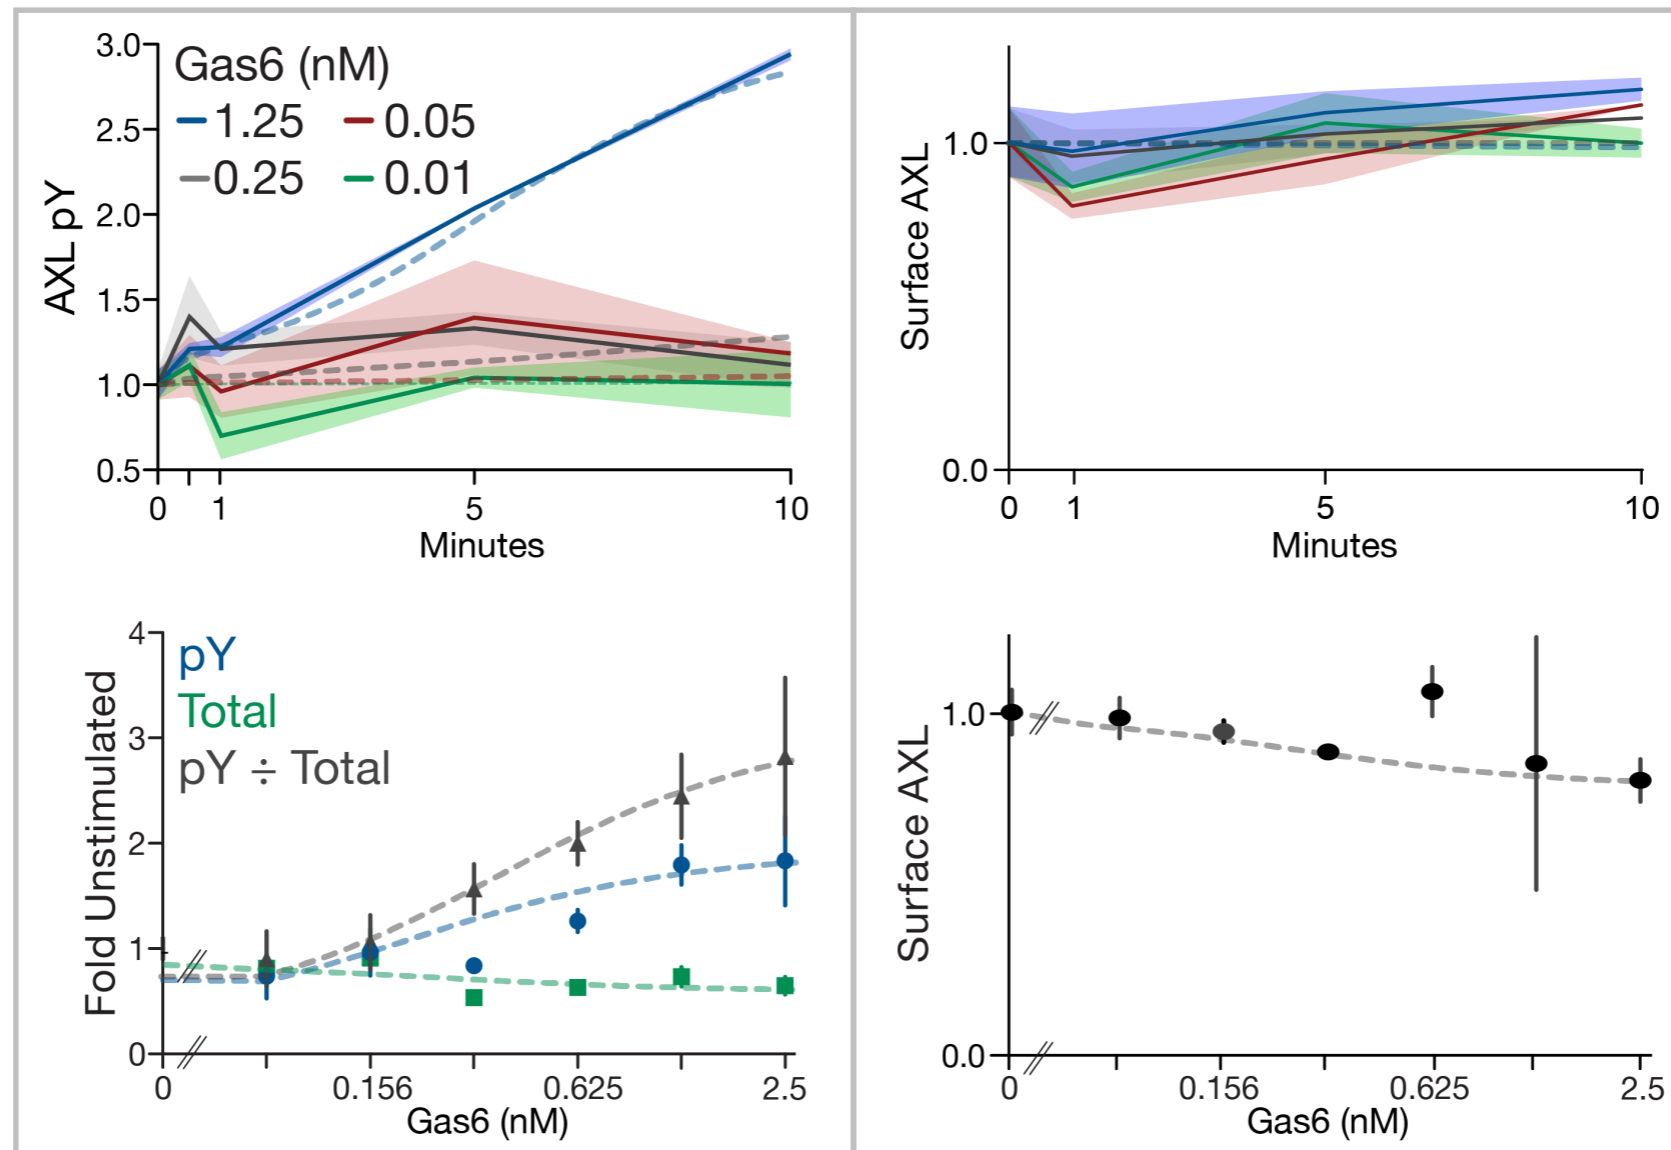 AXL pY
3.0
2.5
2.0
1.5
1.0
0.5
Gas6 (nM)
1.25
0.05
0.25
0.01
0 1 5 10
Minutes
Surface AXL
1.0
0.0
0 1 5 10
Minutes
Fold Unstimulated
4
3
2
1
0
pY
Total
pY ÷ Total
0 0.156 0.625 2.5
Gas6 (nM)
Surface AXL
1.0
0.0
0 0.156 0.625 2.5
Gas6 (nM)